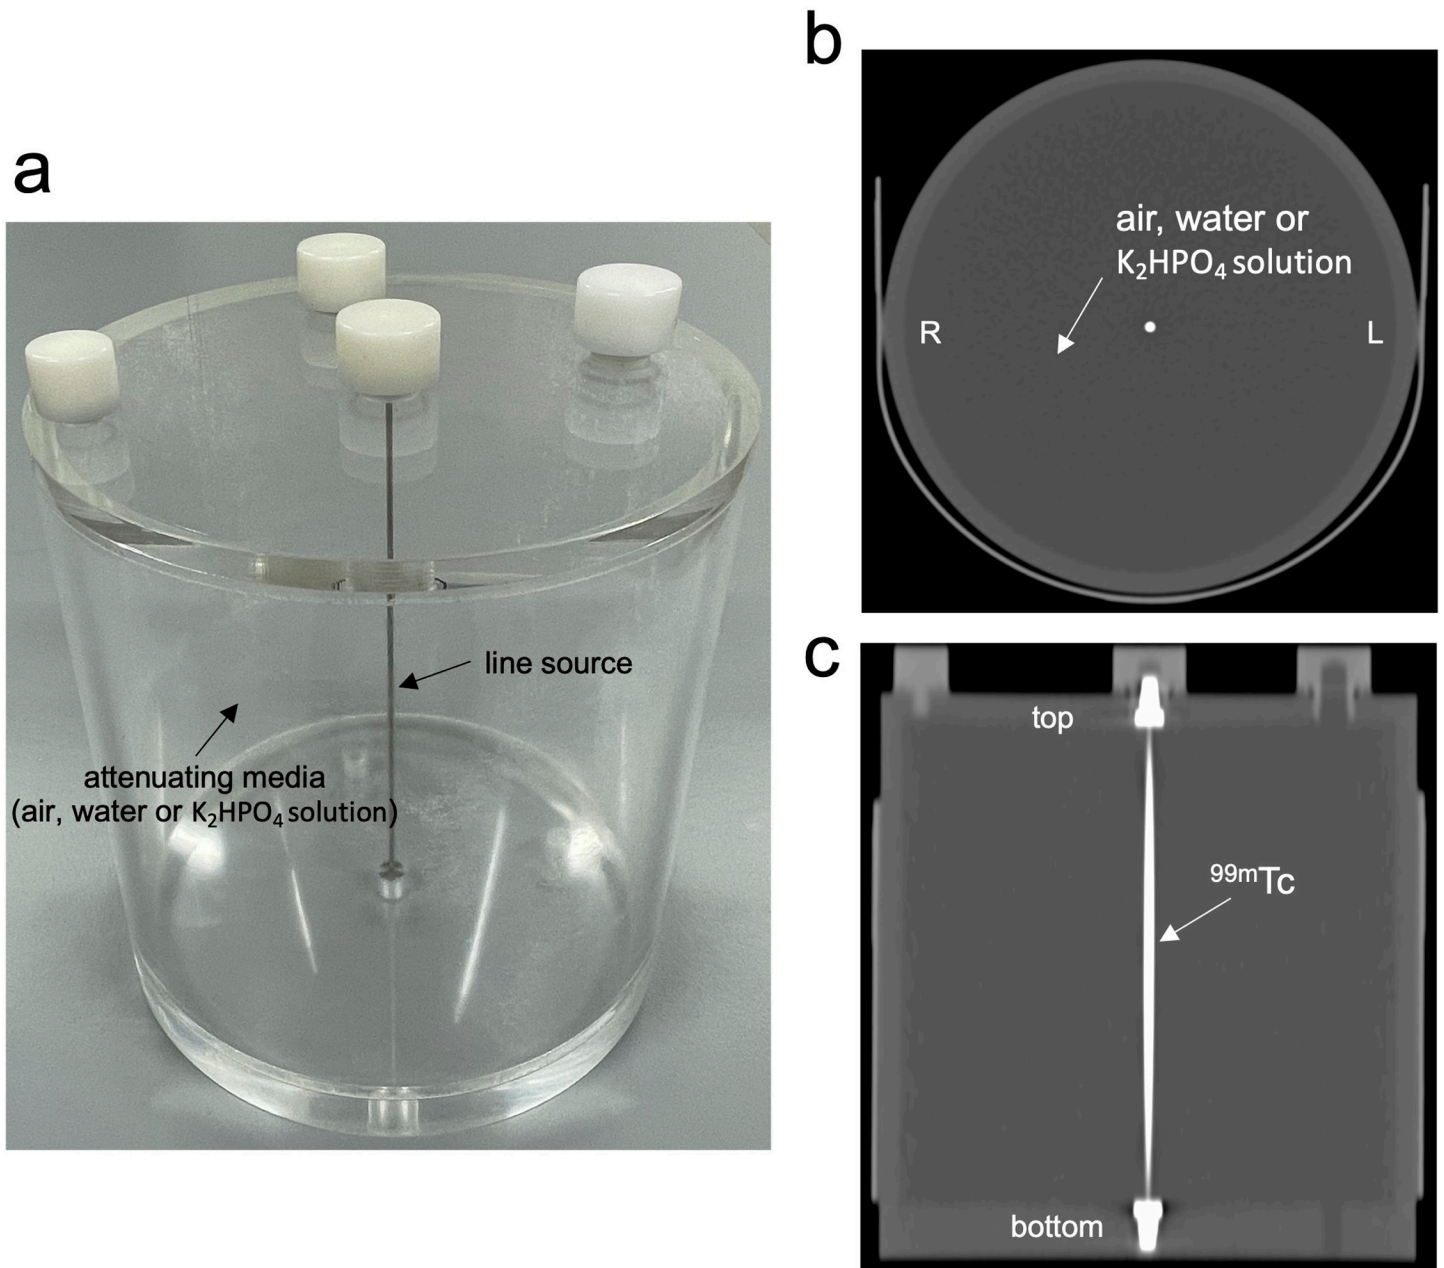 a
line source
attenuating media
(air, water or K₂HPO₄ solution)
b
air, water or
K₂HPO₄ solution
R
L
c
top
⁹⁹ᵐTc
bottom